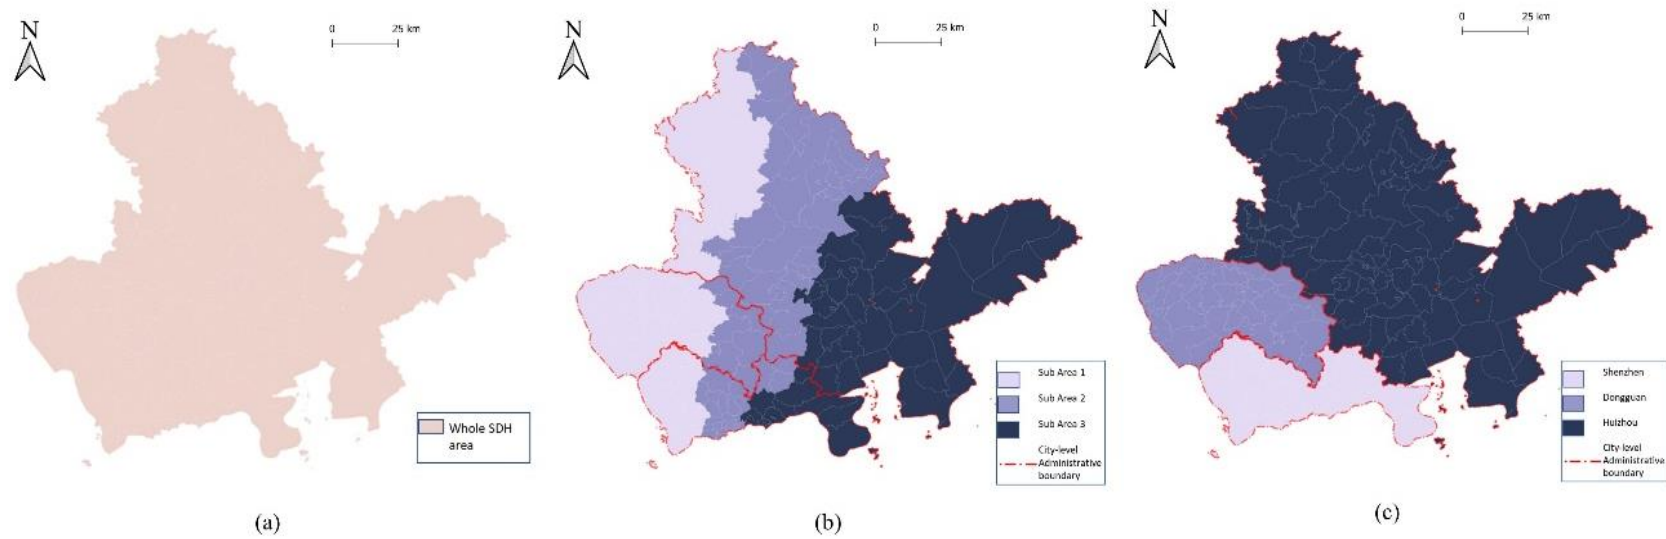 N
0 25 km
Whole SDH
area
(a)
N
0 25 km
Sub Area 1
Sub Area 2
Sub Area 3
City-level
Administrative
boundary
(b)
N
0 25 km
Shenzhen
Dongguan
Huizhou
City-level
Administrative
boundary
(c)